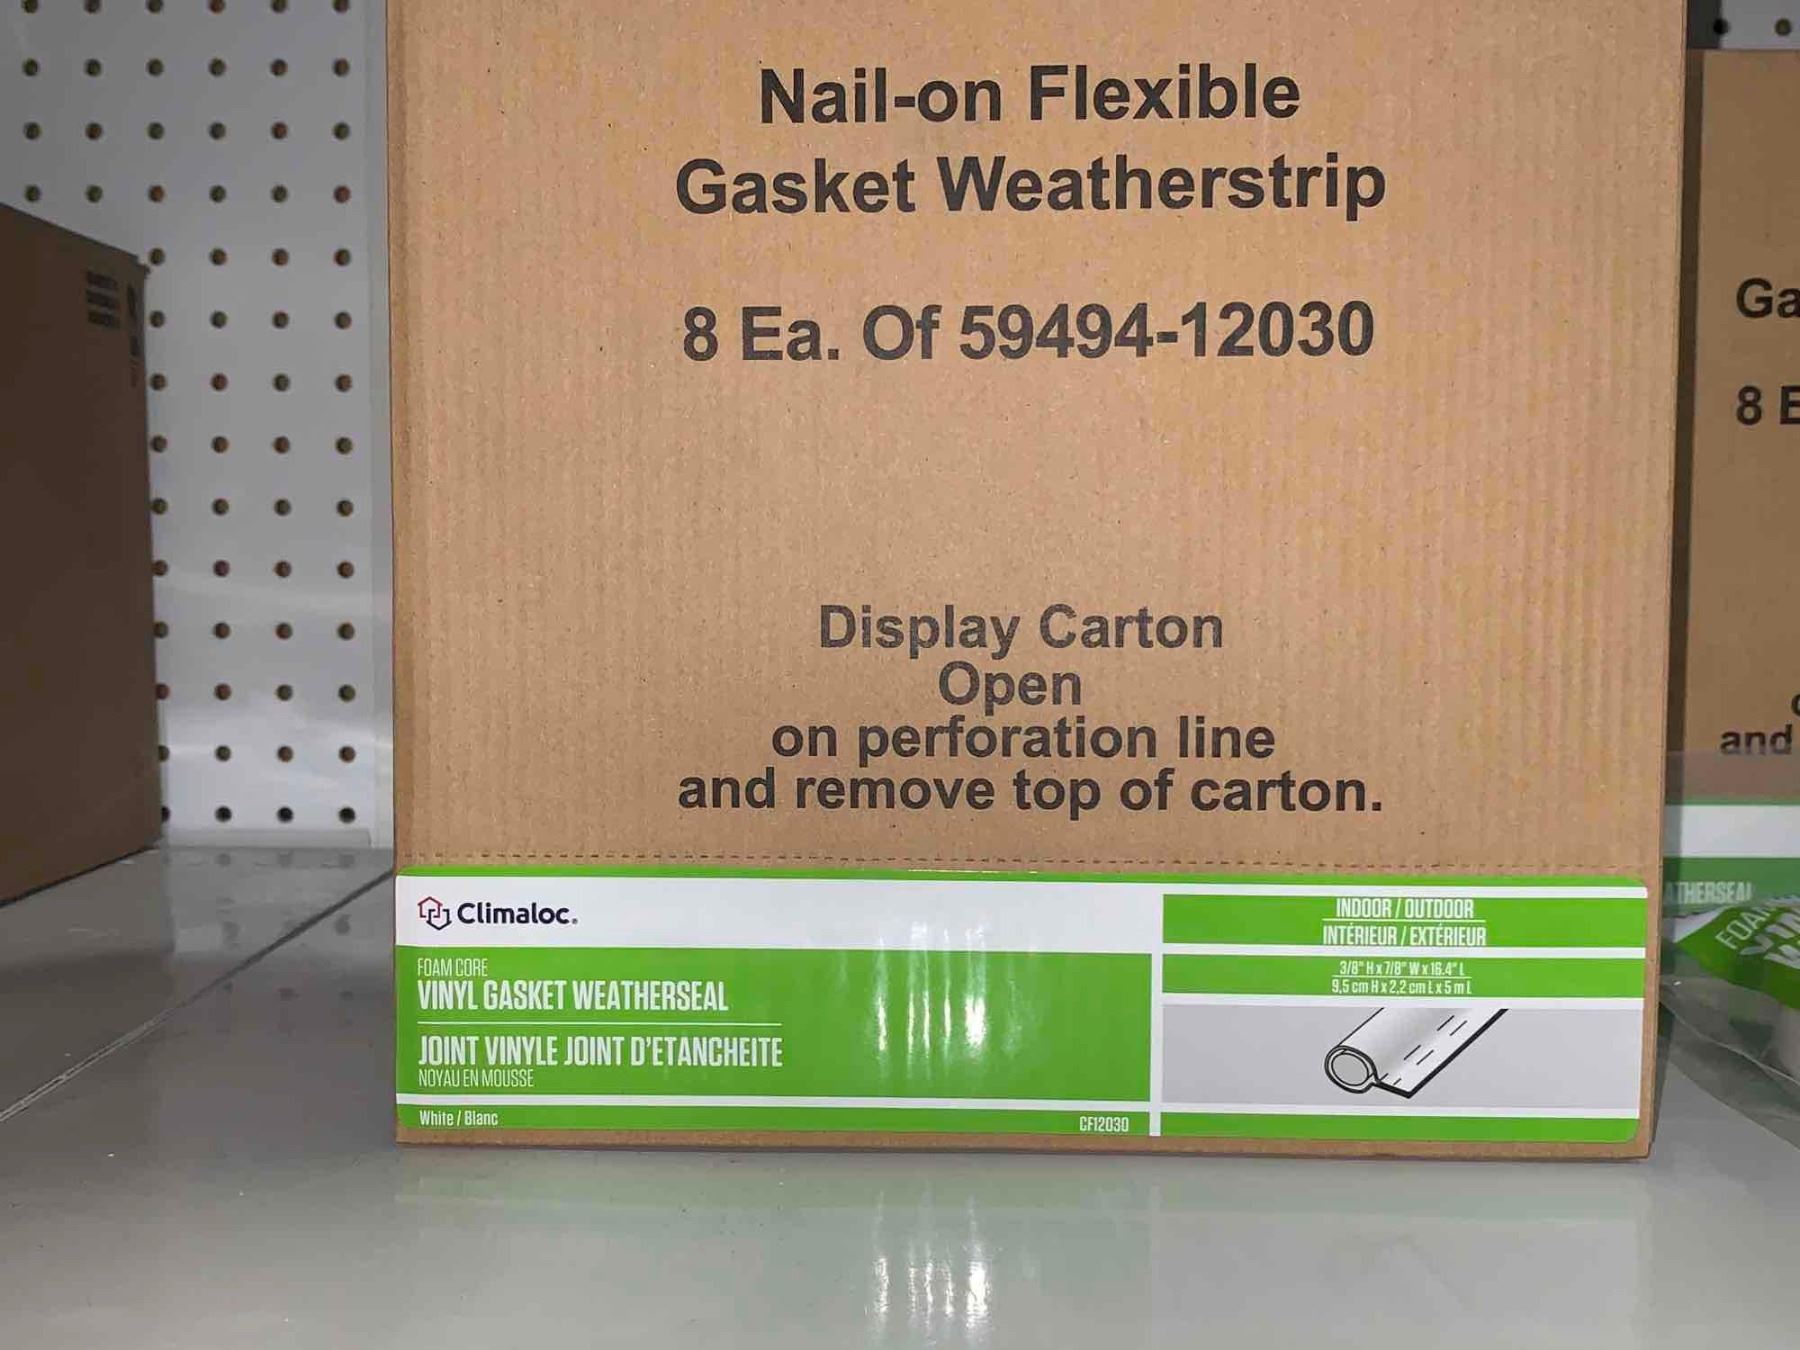 Nail-on Flexible
Gasket Weatherstrip
8 Ea. Of 59494-12030
Display Carton
Open
on perforation line
and remove top of carton.
Climaloc.
FOAM CORE
VINYL GASKET WEATHERSEAL
JOINT VINYLE JOINT D'ETANCHEITE
NOYAU EN MOUSSE
White / Blanc
CF12030
INDOOR / OUTDOOR
INTÉRIEUR / EXTÉRIEUR
3/8" H x 7/8" W x 16.4" L
9,5 cm H x 2,2 cm L x 5 m L
Ga
8 E
and
ATHERSEAL
FOAM